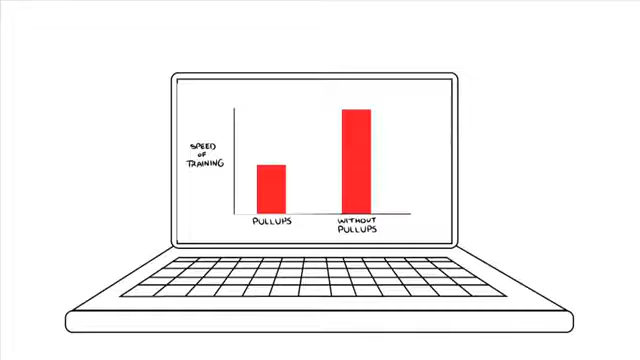 SPEED
OF
TRAINING
PULLUPS
WITHOUT
PULLUPS